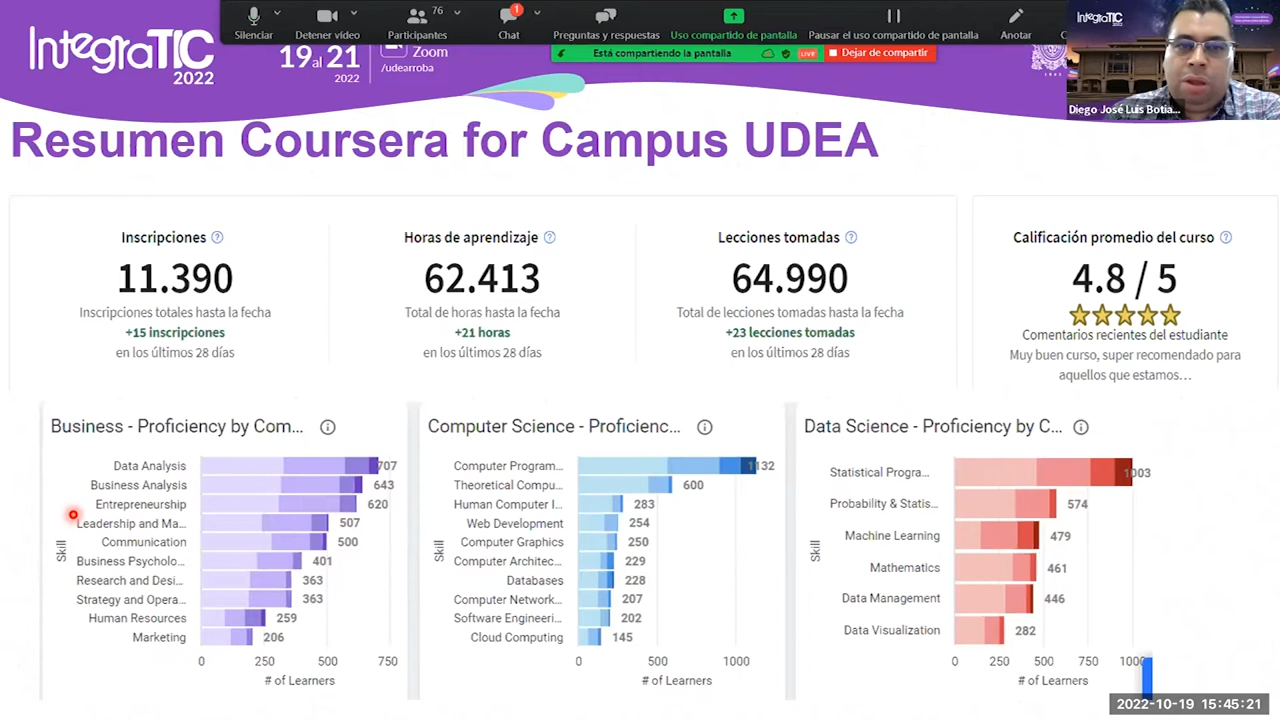 Silenciar
Detener vídeo
76
Participantes
1
Chat
Preguntas y respuestas
Uso compartido de pantalla
Pausar el uso compartido de pantalla
Anotar
Está compartiendo la pantalla
LIVE
Dejar de compartir
IntegraTIC
2022
19 al 21
2022
Zoom
/udearroba
1803
IntegraTIC
2022
Diego José Luis Botia...
Resumen Coursera for Campus UDEA
Inscripciones
11.390
Inscripciones totales hasta la fecha
+15 inscripciones
en los últimos 28 días
Horas de aprendizaje
62.413
Total de horas hasta la fecha
+21 horas
en los últimos 28 días
Lecciones tomadas
64.990
Total de lecciones tomadas hasta la fecha
+23 lecciones tomadas
en los últimos 28 días
Calificación promedio del curso
4.8 / 5
Comentarios recientes del estudiante
Muy buen curso, super recomendado para
aquellos que estamos…
Business - Proficiency by Com...
Skill
Data Analysis 707
Business Analysis 643
Entrepreneurship 620
Leadership and Ma... 507
Communication 500
Business Psycholo... 401
Research and Desi... 363
Strategy and Opera... 363
Human Resources 259
Marketing 206
0 250 500 750
# of Learners
Computer Science - Proficienc...
Skill
Computer Program... 1132
Theoretical Compu... 600
Human Computer I... 283
Web Development 254
Computer Graphics 250
Computer Architec... 229
Databases 228
Computer Network... 207
Software Engineeri... 202
Cloud Computing 145
0 500 1000
# of Learners
Data Science - Proficiency by C...
Skill
Statistical Progra... 1003
Probability & Statis... 574
Machine Learning 479
Mathematics 461
Data Management 446
Data Visualization 282
0 250 500 750 1000
# of Learners
2022-10-19 15:45:21